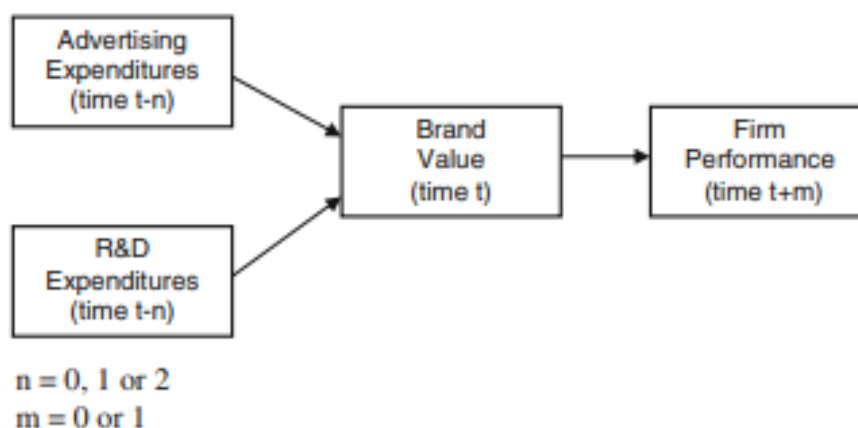 Advertising
Expenditures
(time t-n)
Brand
Value
(time t)
Firm
Performance
(time t+m)
R&D
Expenditures
(time t-n)
n = 0, 1 or 2
m = 0 or 1